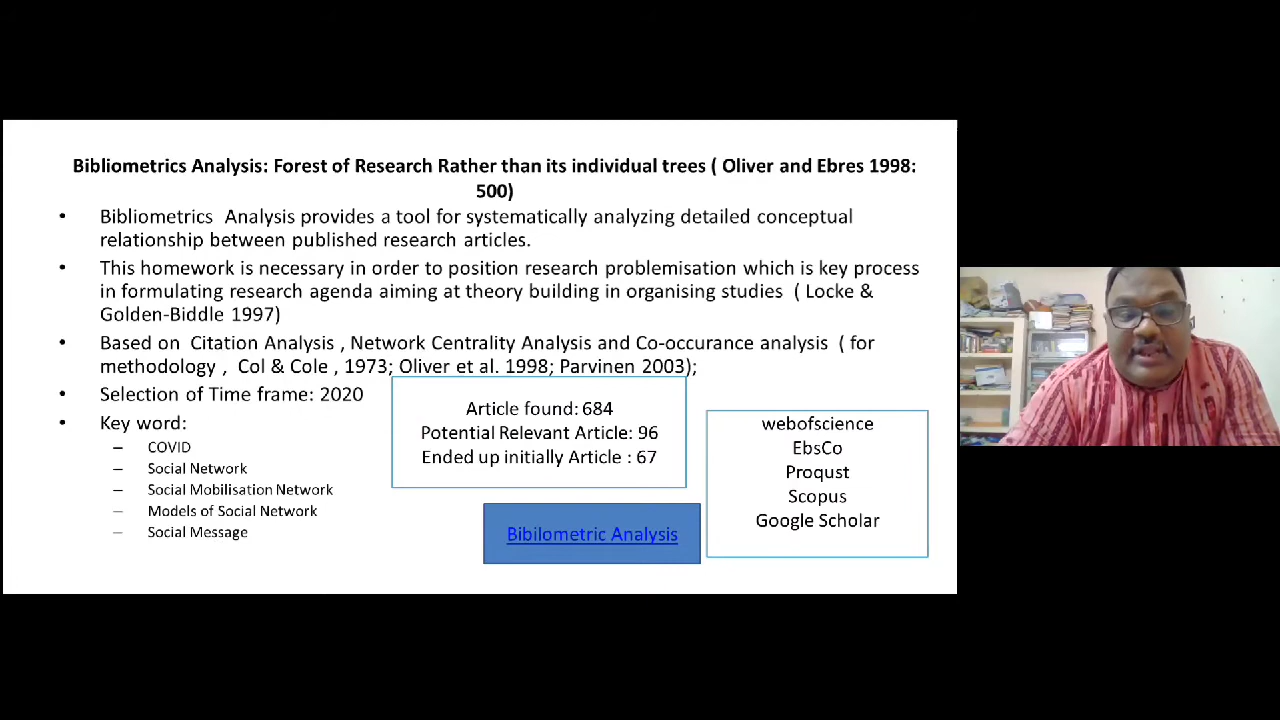 Bibliometrics Analysis: Forest of Research Rather than its individual trees ( Oliver and Ebres 1998:
500)
• Bibliometrics Analysis provides a tool for systematically analyzing detailed conceptual
relationship between published research articles.
• This homework is necessary in order to position research problemisation which is key process
in formulating research agenda aiming at theory building in organising studies ( Locke &
Golden-Biddle 1997)
• Based on Citation Analysis , Network Centrality Analysis and Co-occurance analysis ( for
methodology , Col & Cole , 1973; Oliver et al. 1998; Parvinen 2003);
• Selection of Time frame: 2020
• Key word:
– COVID
– Social Network
– Social Mobilisation Network
– Models of Social Network
– Social Message
Article found: 684
Potential Relevant Article: 96
Ended up initially Article : 67
Bibilometric Analysis
webofscience
EbsCo
Proqust
Scopus
Google Scholar